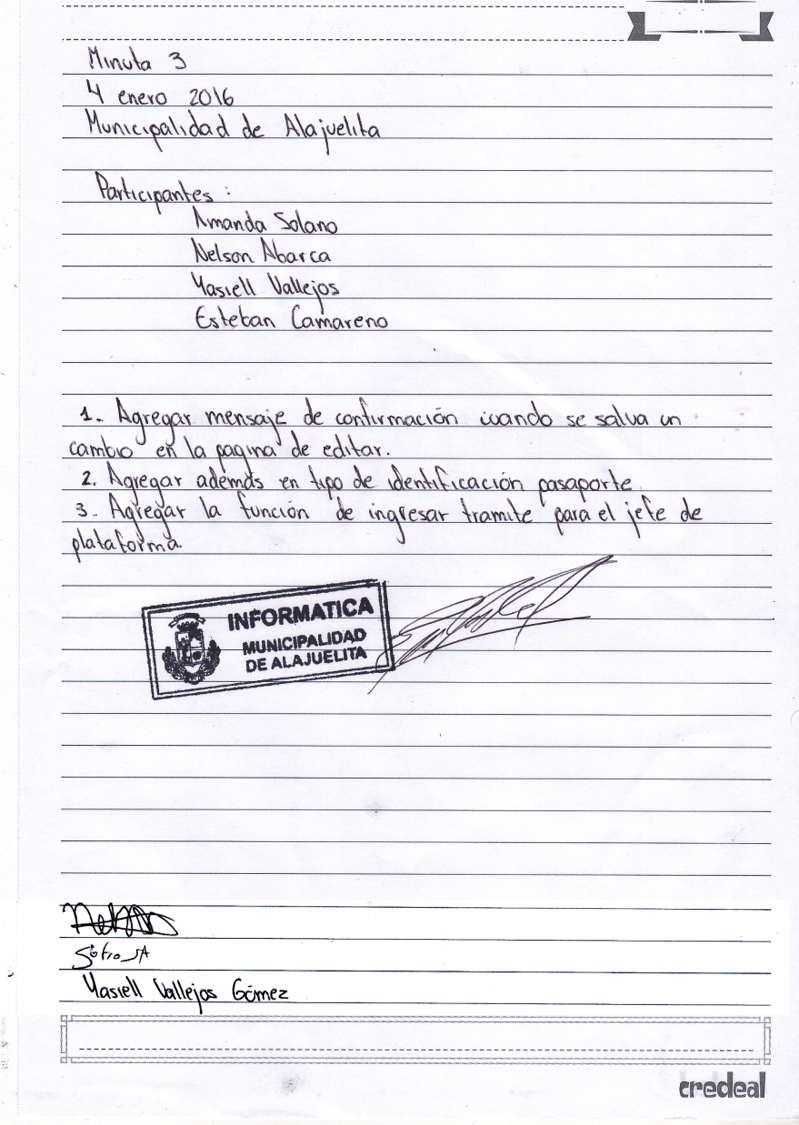 Minuta 3
4 enero 2016
Municipalidad de Alajuelita
Participantes :
Amanda Solano
Nelson Abarca
Yasiell Vallejos
Esteban Camareno
1.- Agregar mensaje de confirmación cuando se salva un
cambio en la pagina de editar.
2. Agregar además en tipo de identificación pasaporte
3.- Agregar la función de ingresar tramite para el jefe de
plataforma.
INFORMATICA
MUNICIPALIDAD
DE ALAJUELITA
Yasiell Vallejos Gómez
credeal